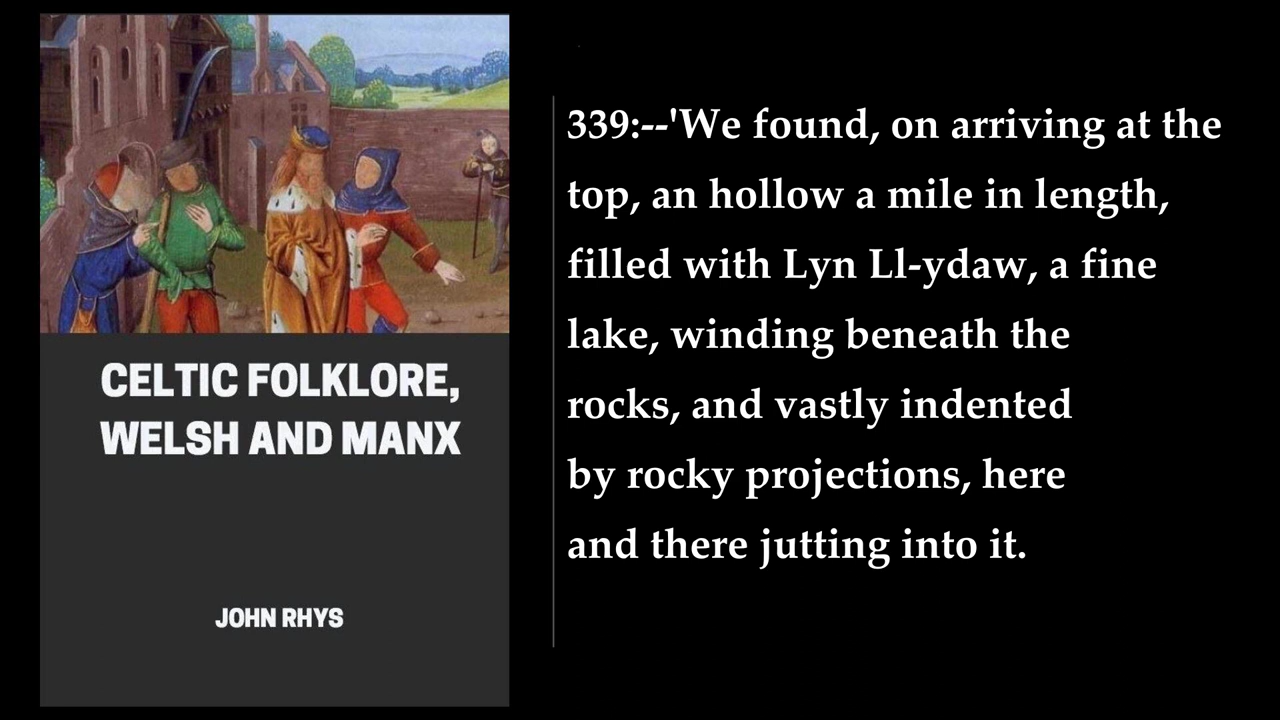 CELTIC FOLKLORE,
WELSH AND MANX
JOHN RHYS
339:--'We found, on arriving at the
top, an hollow a mile in length,
filled with Lyn Ll-ydaw, a fine
lake, winding beneath the
rocks, and vastly indented
by rocky projections, here
and there jutting into it.